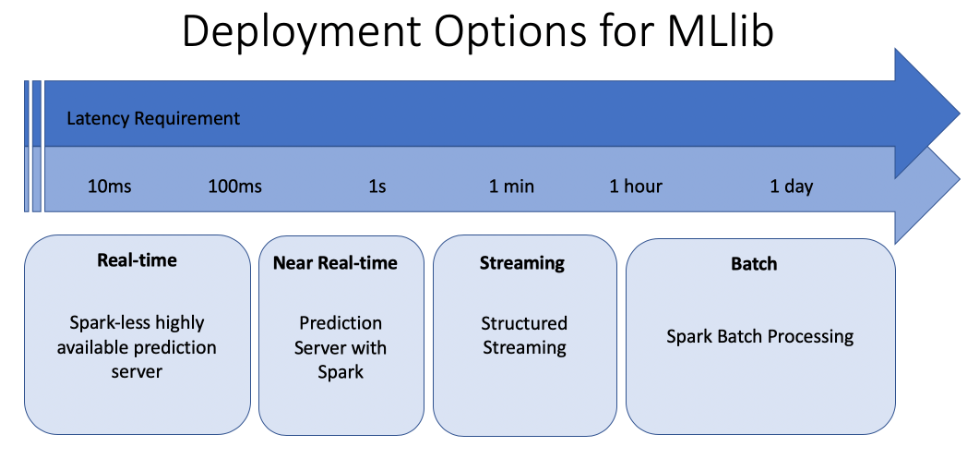 Deployment Options for MLlib
Latency Requirement
10ms 100ms 1s 1 min 1 hour 1 day
Real-time
Spark-less highly
available prediction
server
Near Real-time
Prediction
Server with
Spark
Streaming
Structured
Streaming
Batch
Spark Batch Processing